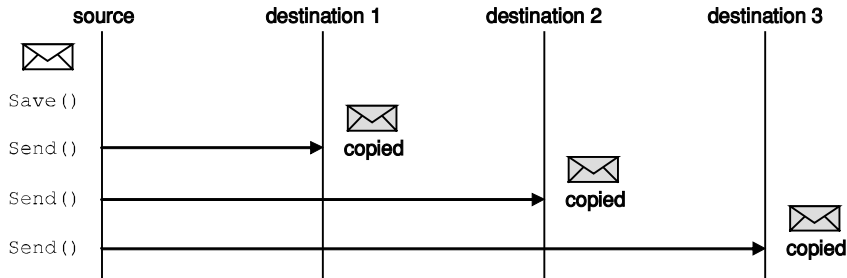 source destination 1 destination 2 destination 3
Save()
Send() copied
Send() copied
Send() copied